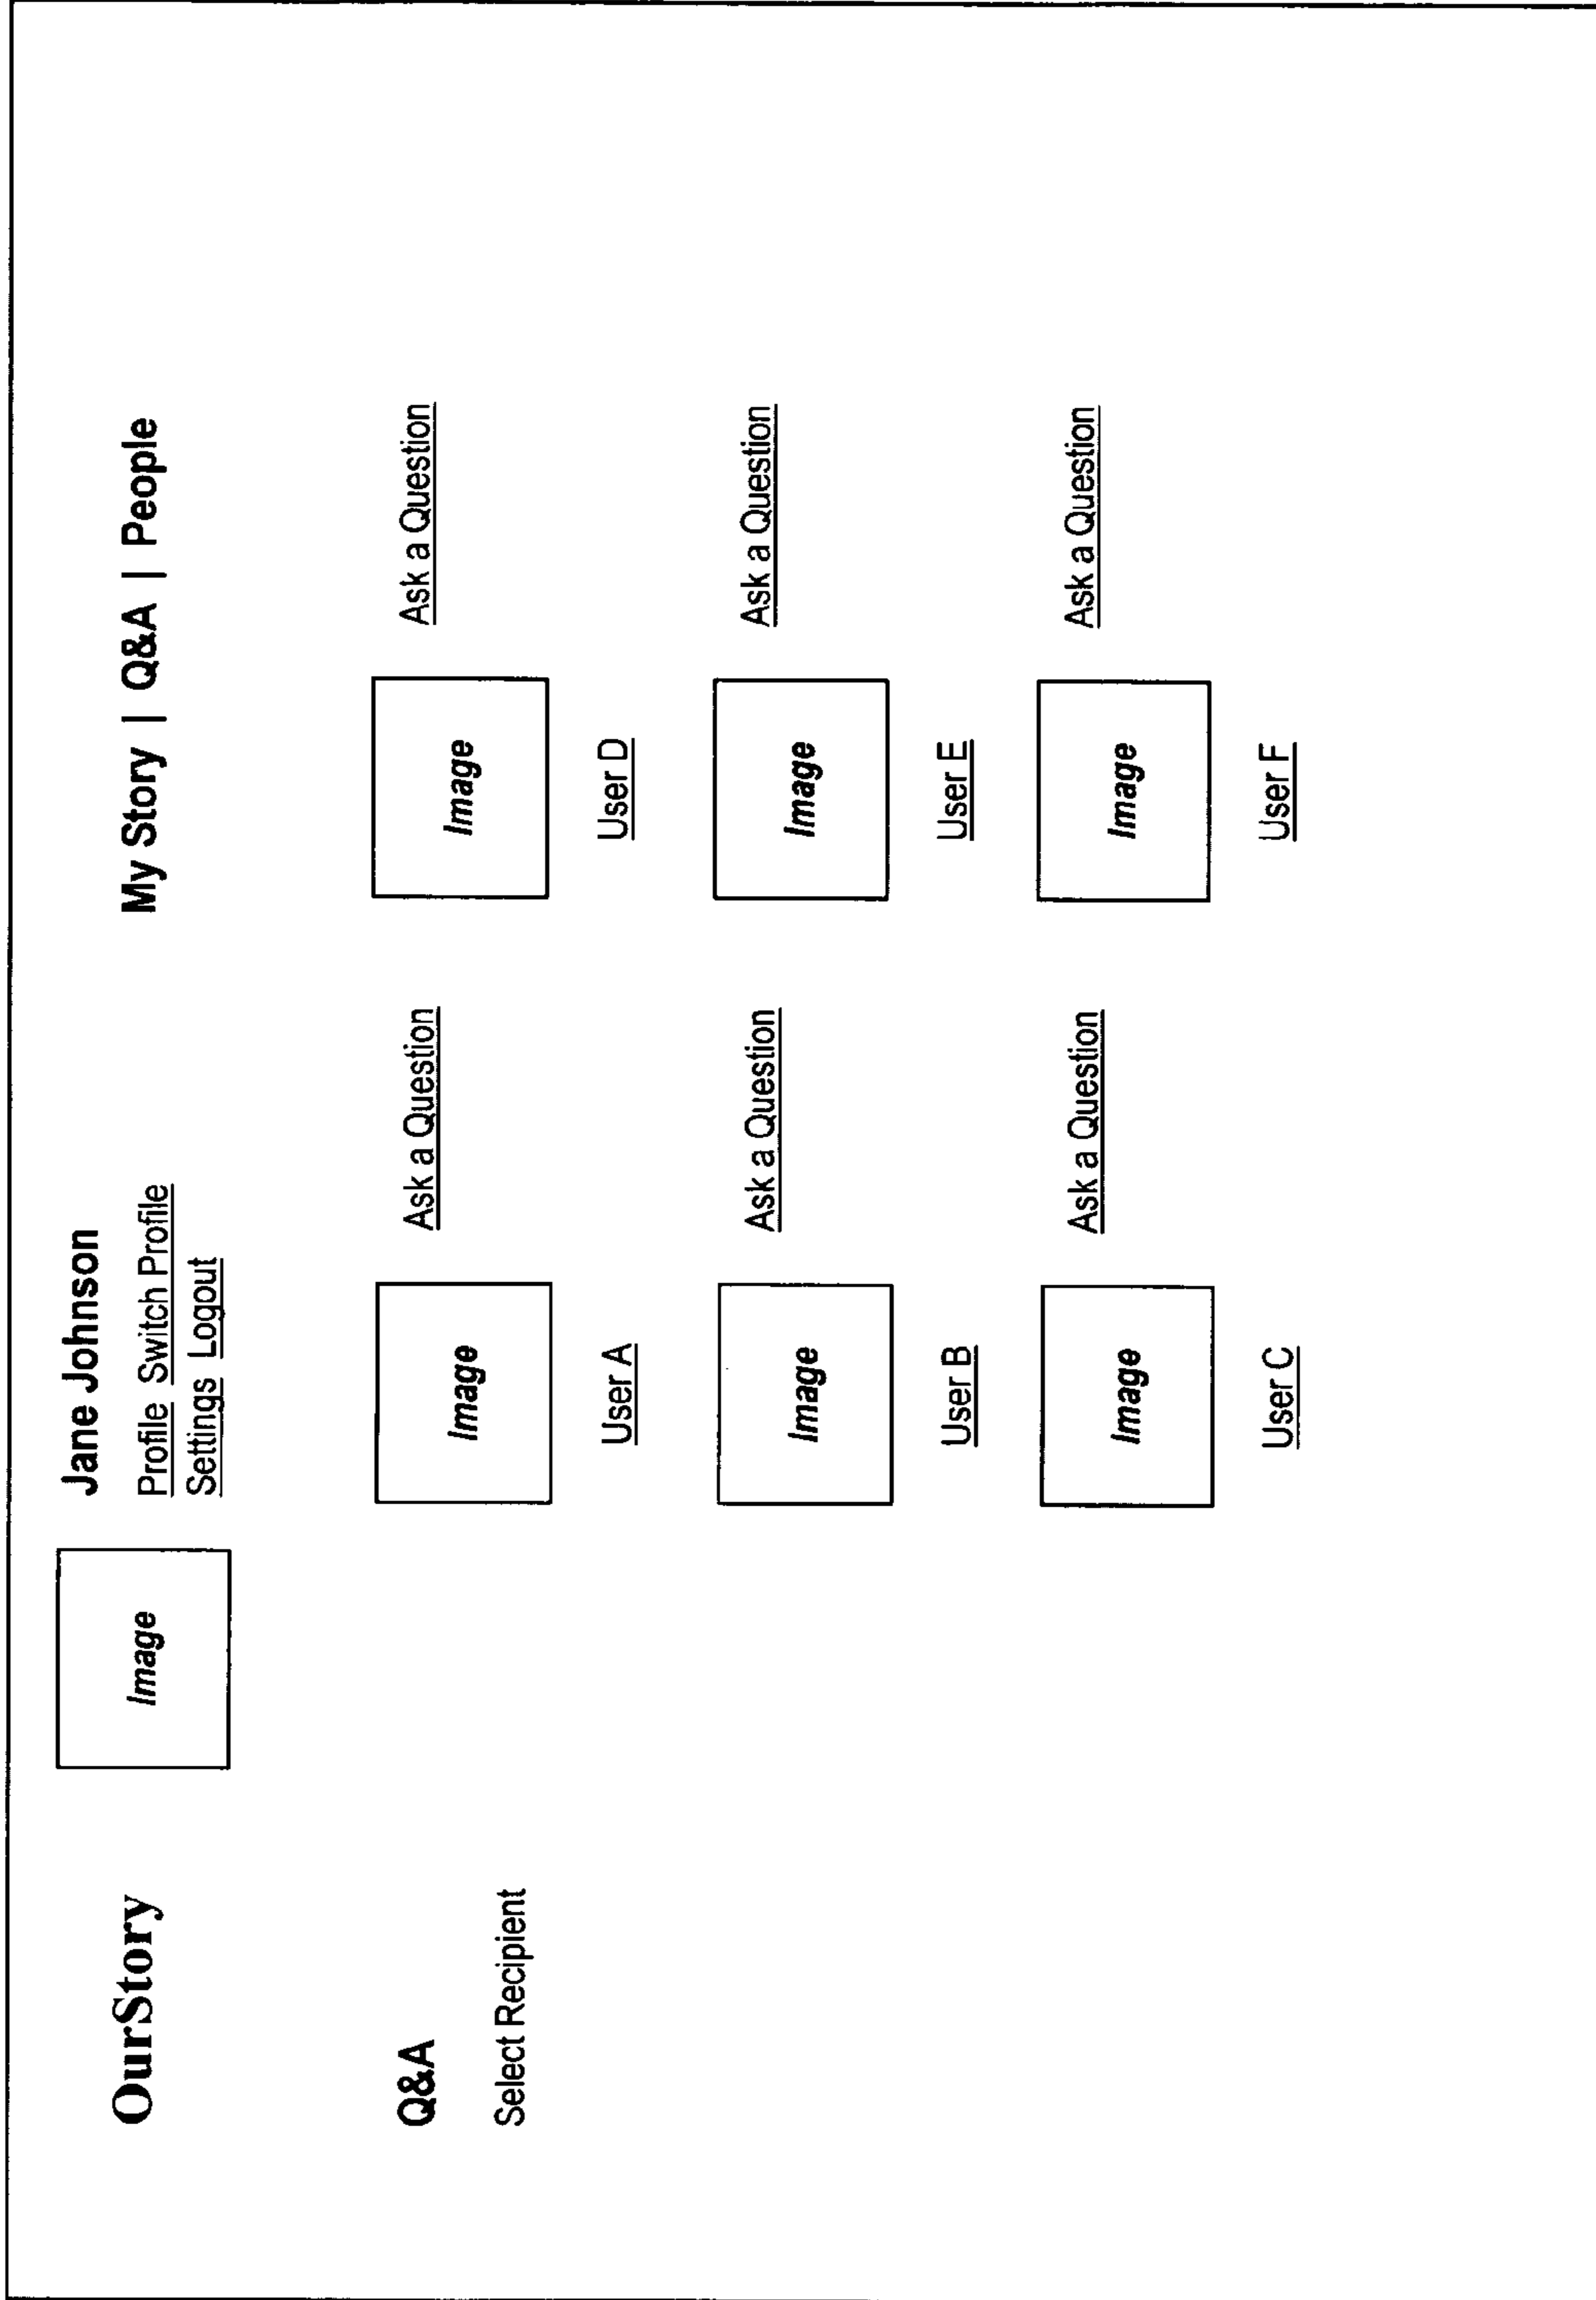 OurStory
Image
Jane Johnson
Profile Switch Profile
Settings Logout
My Story | Q&A | People
Q&A
Select Recipient
Image
Ask a Question
User A
Image
Ask a Question
User D
Image
Ask a Question
User B
Image
Ask a Question
User E
Image
Ask a Question
User C
Image
Ask a Question
User F